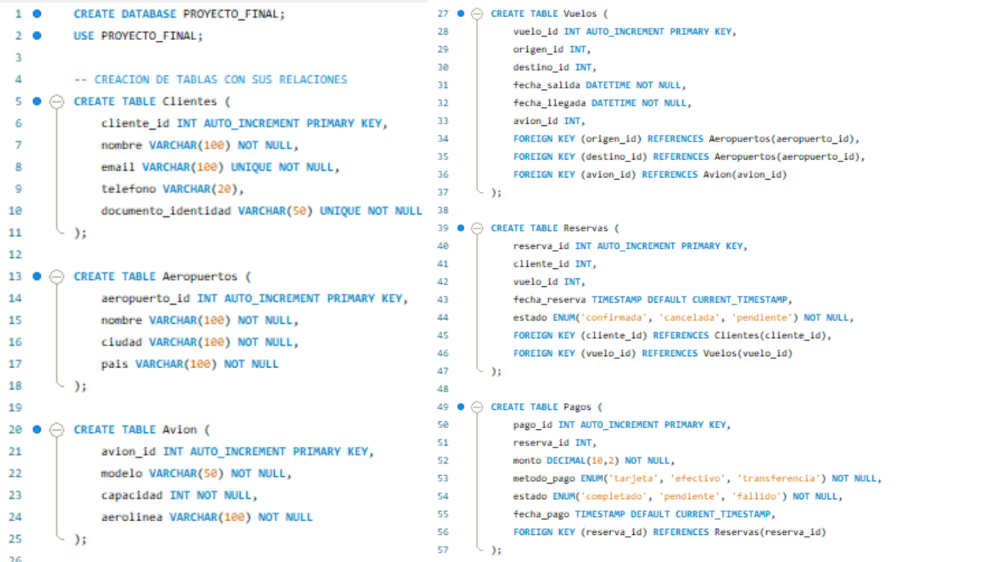 1 CREATE DATABASE PROYECTO_FINAL;
2 USE PROYECTO_FINAL;
3
4 -- CREACION DE TABLAS CON SUS RELACIONES
5 CREATE TABLE Clientes (
6 cliente_id INT AUTO_INCREMENT PRIMARY KEY,
7 nombre VARCHAR(100) NOT NULL,
8 email VARCHAR(100) UNIQUE NOT NULL,
9 telefono VARCHAR(20),
10 documento_identidad VARCHAR(50) UNIQUE NOT NULL
11 );
12
13 CREATE TABLE Aeropuertos (
14 aeropuerto_id INT AUTO_INCREMENT PRIMARY KEY,
15 nombre VARCHAR(100) NOT NULL,
16 ciudad VARCHAR(100) NOT NULL,
17 pais VARCHAR(100) NOT NULL
18 );
19
20 CREATE TABLE Avion (
21 avion_id INT AUTO_INCREMENT PRIMARY KEY,
22 modelo VARCHAR(50) NOT NULL,
23 capacidad INT NOT NULL,
24 aerolinea VARCHAR(100) NOT NULL
25 );
26
27 CREATE TABLE Vuelos (
28 vuelo_id INT AUTO_INCREMENT PRIMARY KEY,
29 origen_id INT,
30 destino_id INT,
31 fecha_salida DATETIME NOT NULL,
32 fecha_llegada DATETIME NOT NULL,
33 avion_id INT,
34 FOREIGN KEY (origen_id) REFERENCES Aeropuertos(aeropuerto_id),
35 FOREIGN KEY (destino_id) REFERENCES Aeropuertos(aeropuerto_id),
36 FOREIGN KEY (avion_id) REFERENCES Avion(avion_id)
37 );
38
39 CREATE TABLE Reservas (
40 reserva_id INT AUTO_INCREMENT PRIMARY KEY,
41 cliente_id INT,
42 vuelo_id INT,
43 fecha_reserva TIMESTAMP DEFAULT CURRENT_TIMESTAMP,
44 estado ENUM('confirmada', 'cancelada', 'pendiente') NOT NULL,
45 FOREIGN KEY (cliente_id) REFERENCES Clientes(cliente_id),
46 FOREIGN KEY (vuelo_id) REFERENCES Vuelos(vuelo_id)
47 );
48
49 CREATE TABLE Pagos (
50 pago_id INT AUTO_INCREMENT PRIMARY KEY,
51 reserva_id INT,
52 monto DECIMAL(10,2) NOT NULL,
53 metodo_pago ENUM('tarjeta', 'efectivo', 'transferencia') NOT NULL,
54 estado ENUM('completado', 'pendiente', 'fallido') NOT NULL,
55 fecha_pago TIMESTAMP DEFAULT CURRENT_TIMESTAMP,
56 FOREIGN KEY (reserva_id) REFERENCES Reservas(reserva_id)
57 );